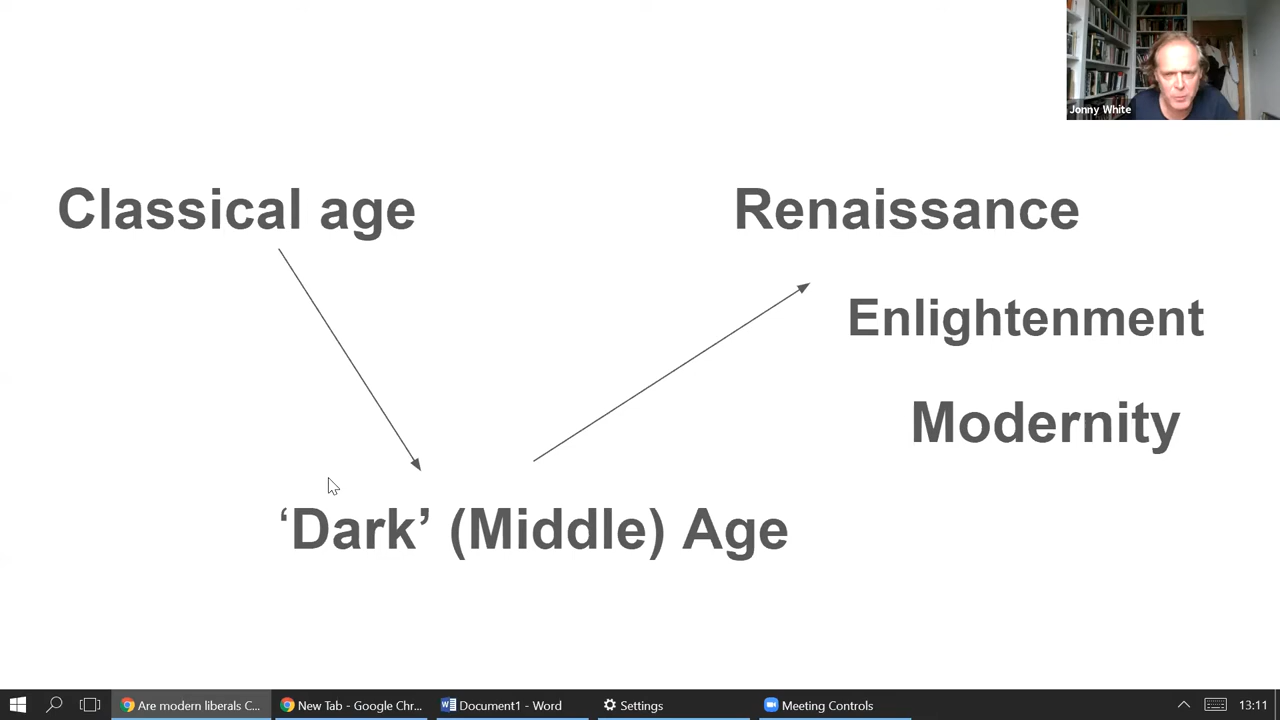 Jonny White
Classical age
Renaissance
Enlightenment
Modernity
‘Dark’ (Middle) Age
Are modern liberals C...
New Tab - Google Chr...
Document1 - Word
Settings
Meeting Controls
13:11